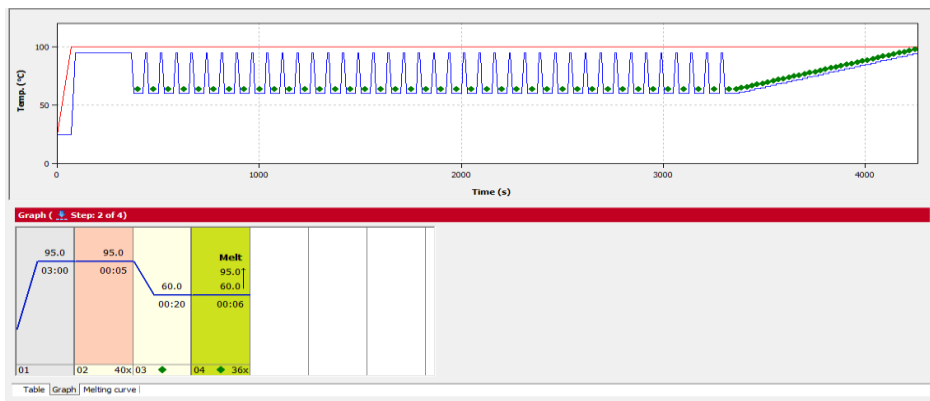 Temp.(°C)
100
50
0
0
1000
2000
3000
4000
Time (s)
Graph ( Step: 2 of 4)
95.0
03:00
95.0
00:05
60.0
00:20
Melt
95.0
60.0
00:06
01
02 40x
03
04 36x
Table Graph Melting curve